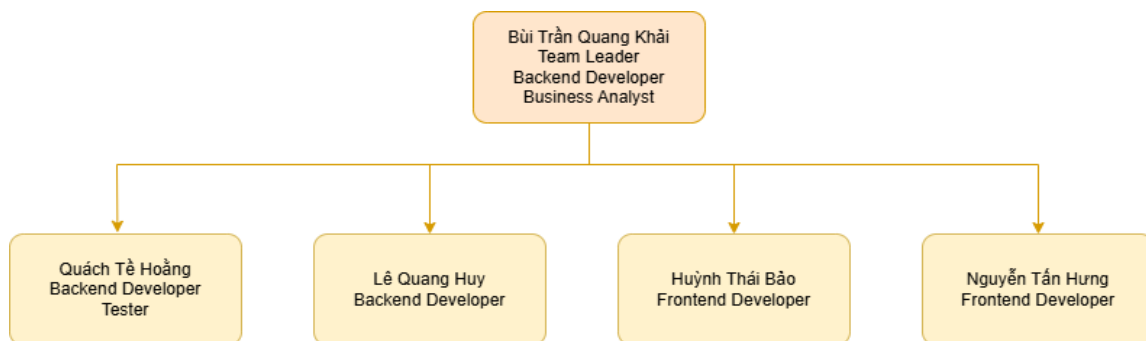 Bùi Trần Quang Khải
Team Leader
Backend Developer
Business Analyst
Quách Tề Hoằng
Backend Developer
Tester
Lê Quang Huy
Backend Developer
Huỳnh Thái Bảo
Frontend Developer
Nguyễn Tấn Hưng
Frontend Developer